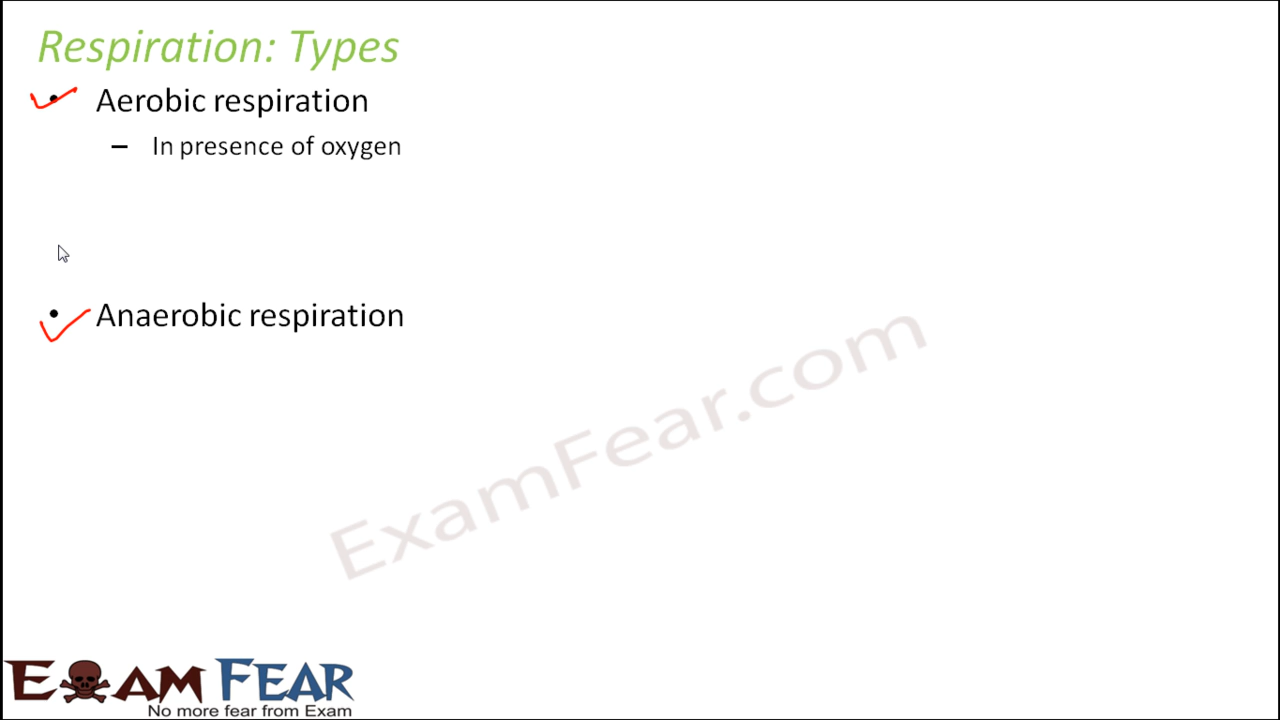 Respiration: Types
• Aerobic respiration
– In presence of oxygen
• Anaerobic respiration
ExamFear.com
EXAM FEAR
No more fear from Exam